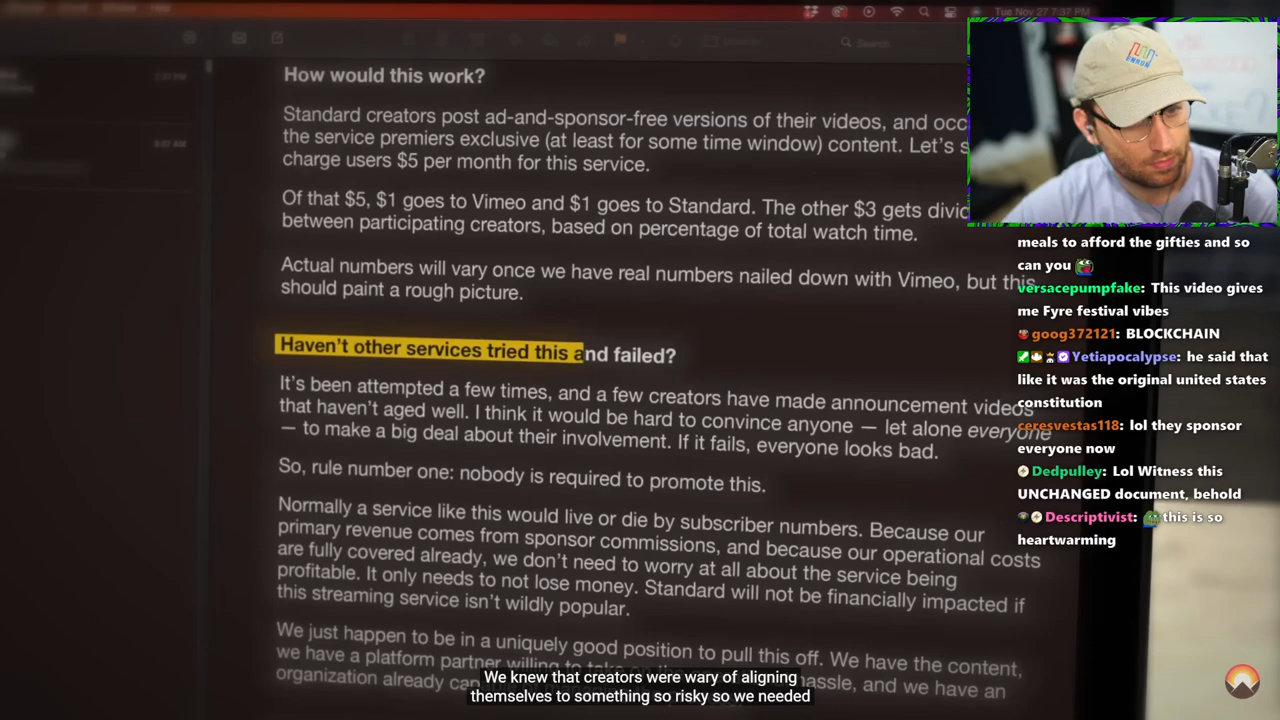 Tue Nov 27 7:37 PM
Search
How would this work?
Standard creators post ad-and-sponsor-free versions of their videos, and occ
the service premiers exclusive (at least for some time window) content. Let's s
charge users $5 per month for this service.
Of that $5, $1 goes to Vimeo and $1 goes to Standard. The other $3 gets divid
between participating creators, based on percentage of total watch time.
Actual numbers will vary once we have real numbers nailed down with Vimeo, but this
should paint a rough picture.
Haven't other services tried this and failed?
It's been attempted a few times, and a few creators have made announcement videos
that haven't aged well. I think it would be hard to convince anyone — let alone everyone
— to make a big deal about their involvement. If it fails, everyone looks bad.
So, rule number one: nobody is required to promote this.
Normally a service like this would live or die by subscriber numbers. Because our
primary revenue comes from sponsor commissions, and because our operational costs
are fully covered already, we don't need to worry at all about the service being
profitable. It only needs to not lose money. Standard will not be financially impacted if
this streaming service isn't wildly popular.
We just happen to be in a uniquely good position to pull this off. We have the content,
we have a platform partner willing to take on the hassle, and we have an
organization already cap
We knew that creators were wary of aligning
themselves to something so risky so we needed
meals to afford the gifties and so
can you
versacepumpfake: This video gives
me Fyre festival vibes
goog372121: BLOCKCHAIN
Yetiapocalypse: he said that
like it was the original united states
constitution
ceresvestas118: lol they sponsor
everyone now
Dedpulley: Lol Witness this
UNCHANGED document, behold
Descriptivist: this is so
heartwarming